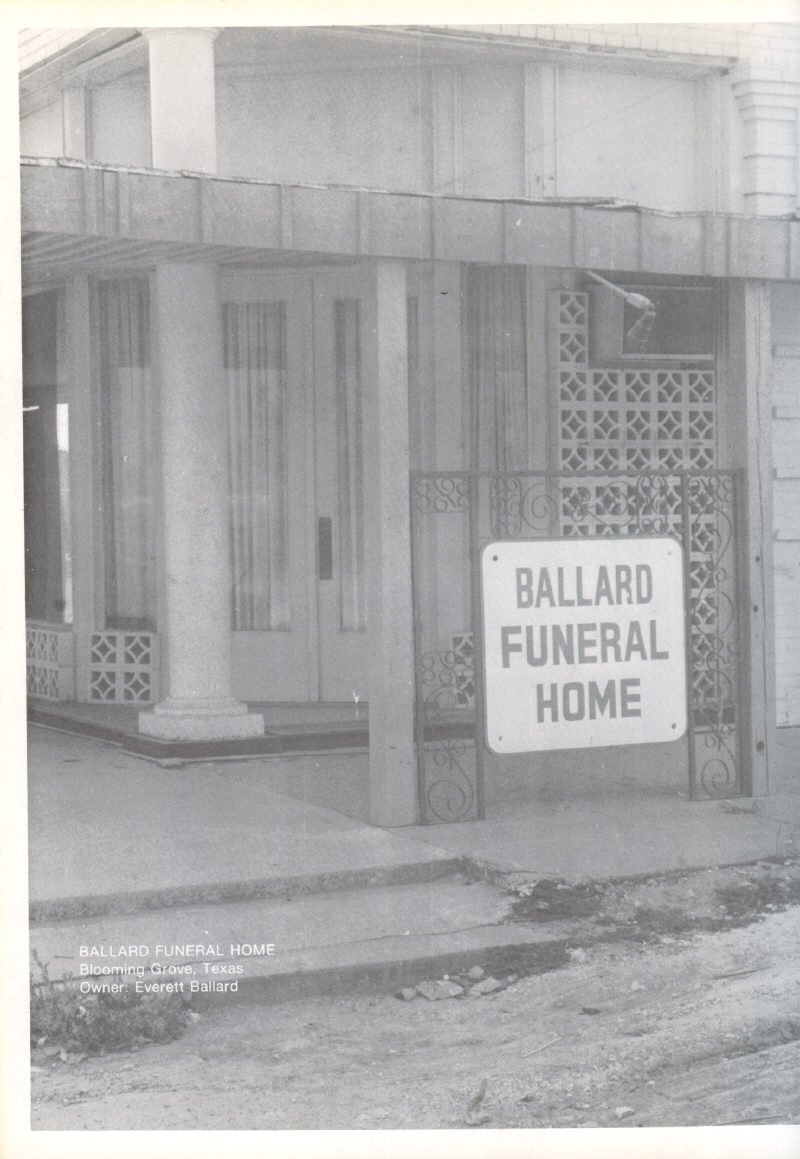 BALLARD
FUNERAL
HOME
BALLARD FUNERAL HOME
Blooming Grove, Texas
Owner: Everett Ballard